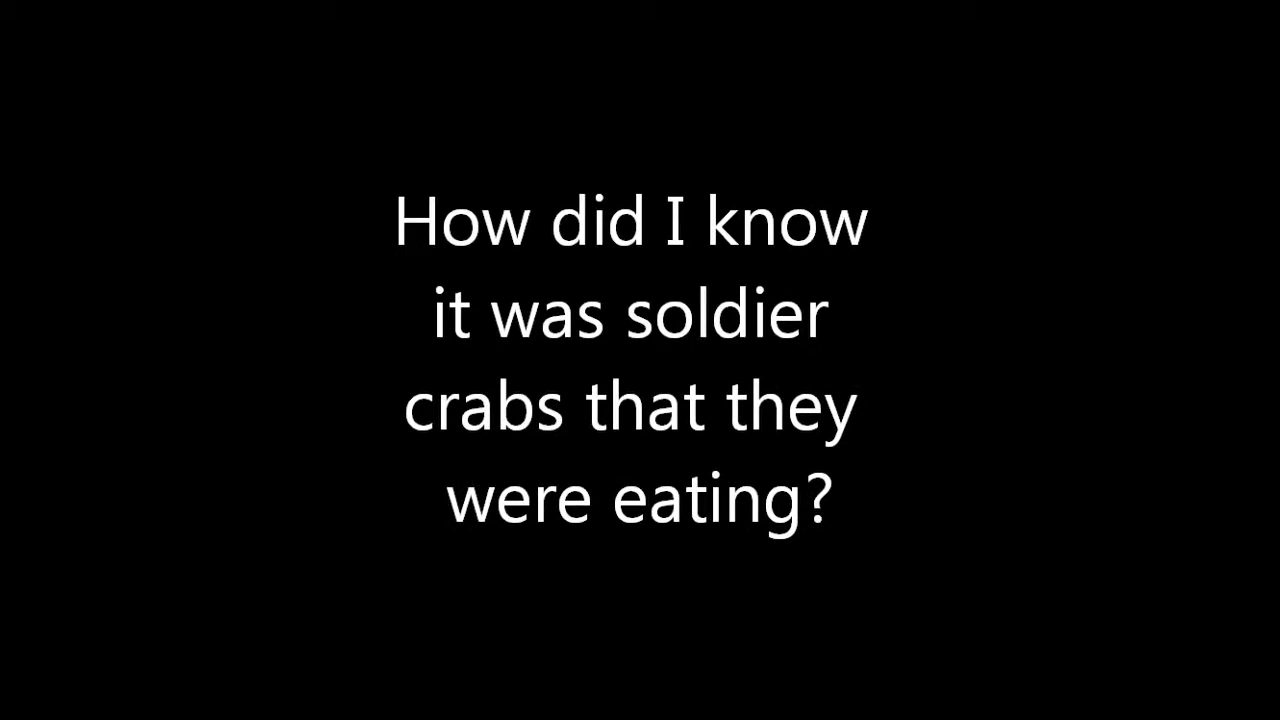 How did I know
it was soldier
crabs that they
were eating?